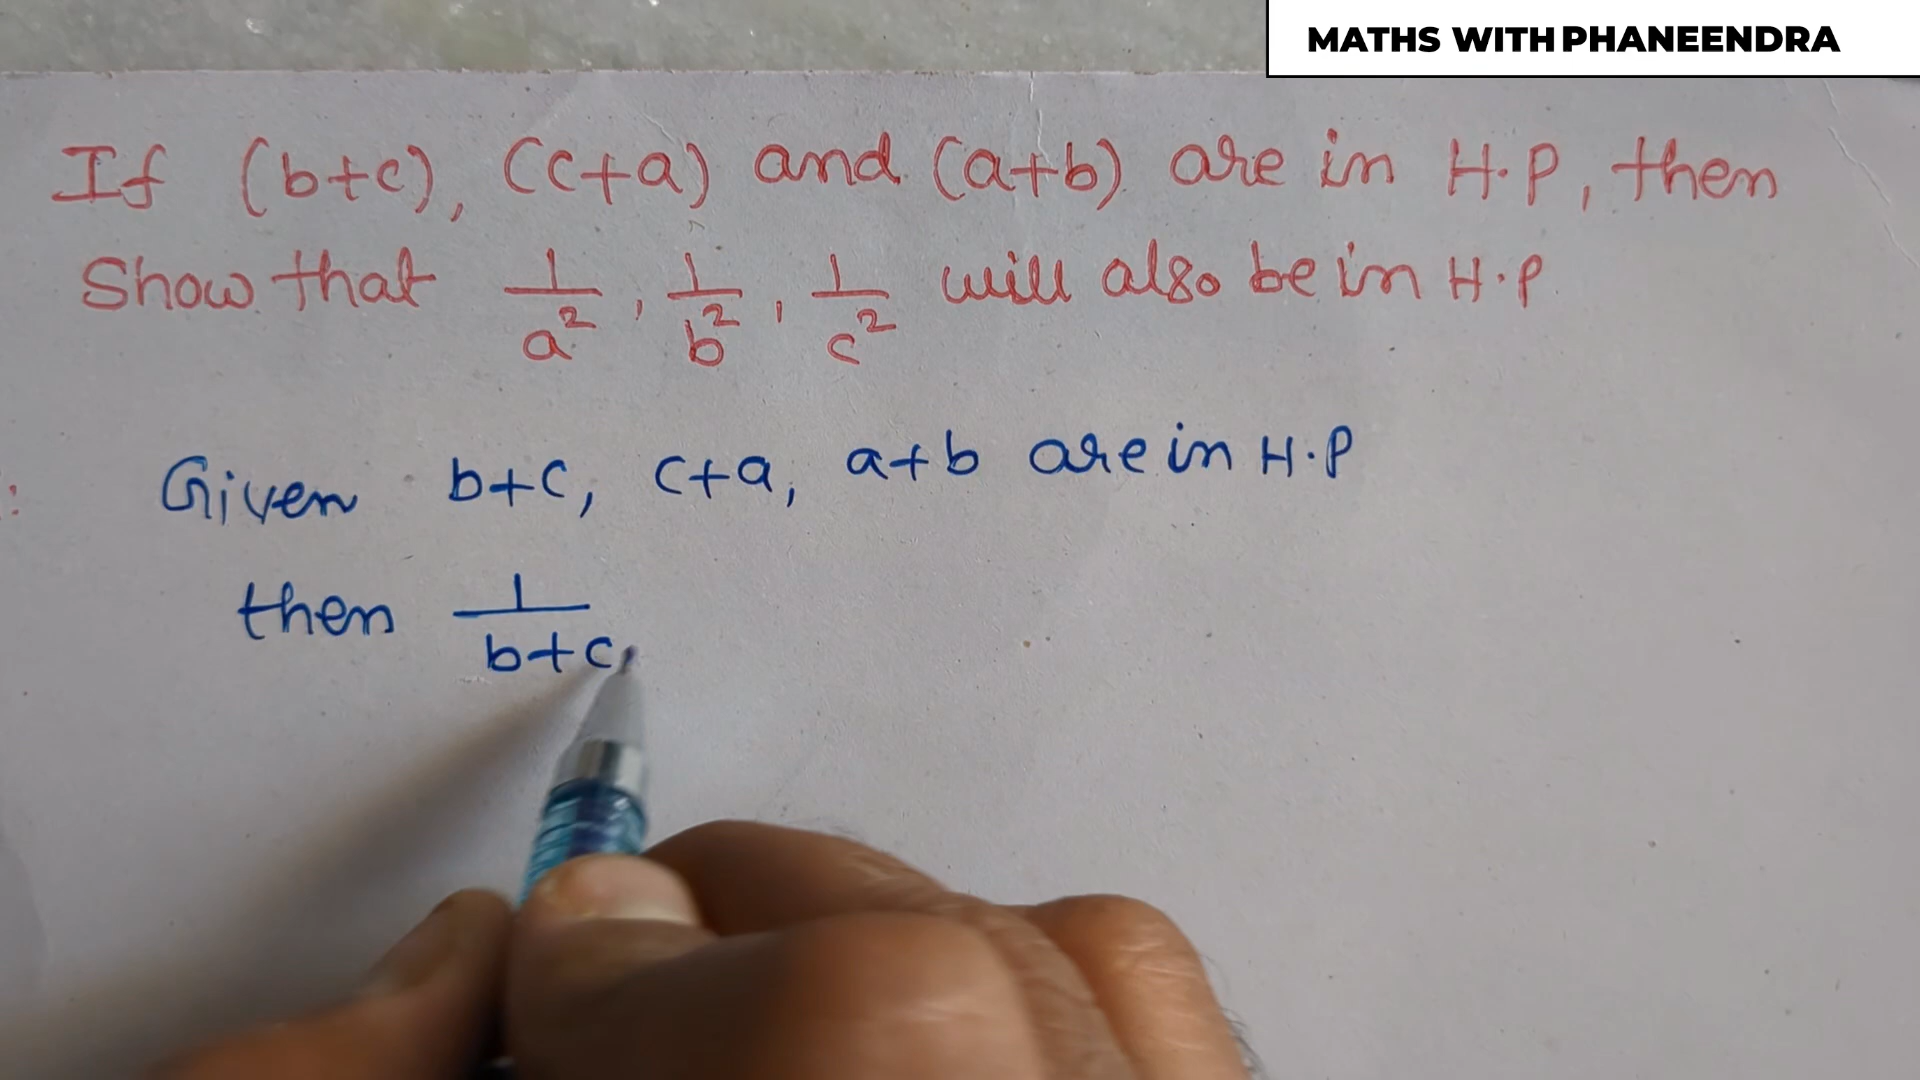 MATHS WITH PHANEENDRA
If (b+c), (c+a) and (a+b) are in H.P, then
Show that 1/a², 1/b², 1/c² will also be in H.P
: Given b+c, c+a, a+b are in H.P
then 1/b+c,